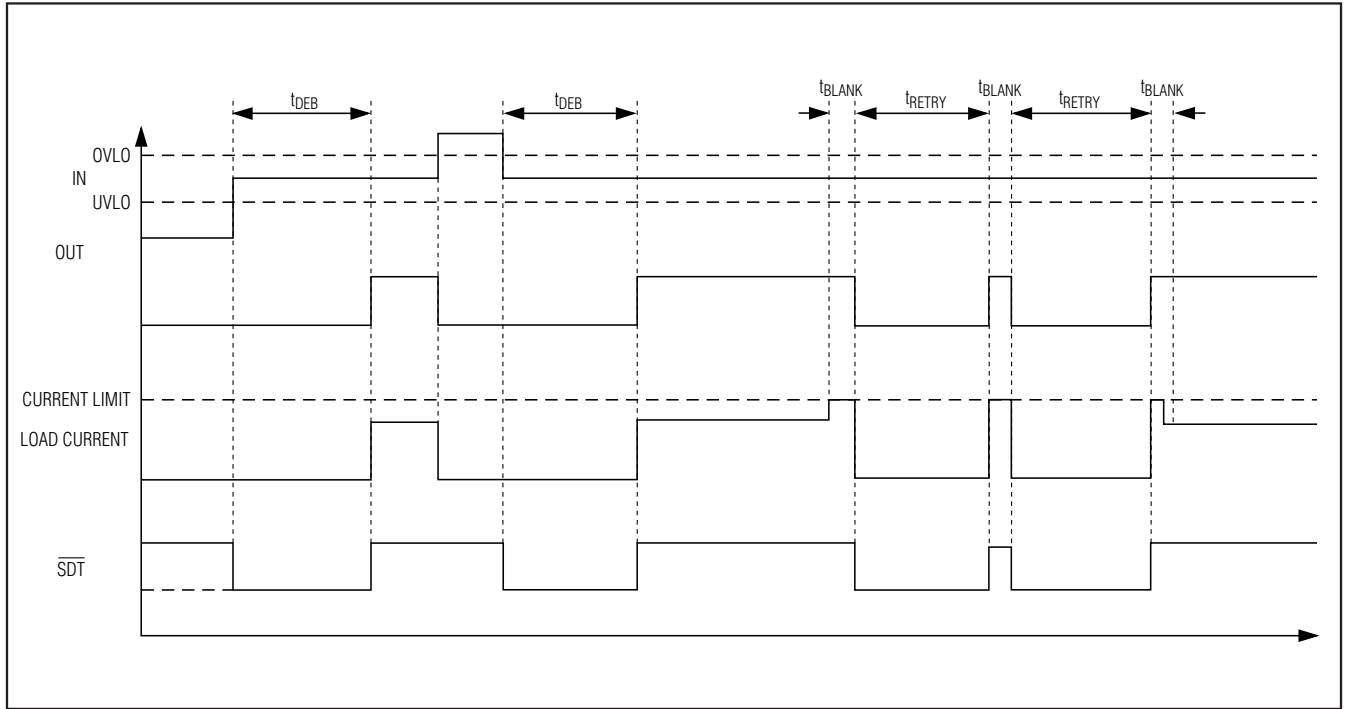 tBLANK tBLANK tBLANK
tDEB tDEB tRETRY tRETRY
OVLO
IN
UVLO
OUT
CURRENT LIMIT
LOAD CURRENT
SDT